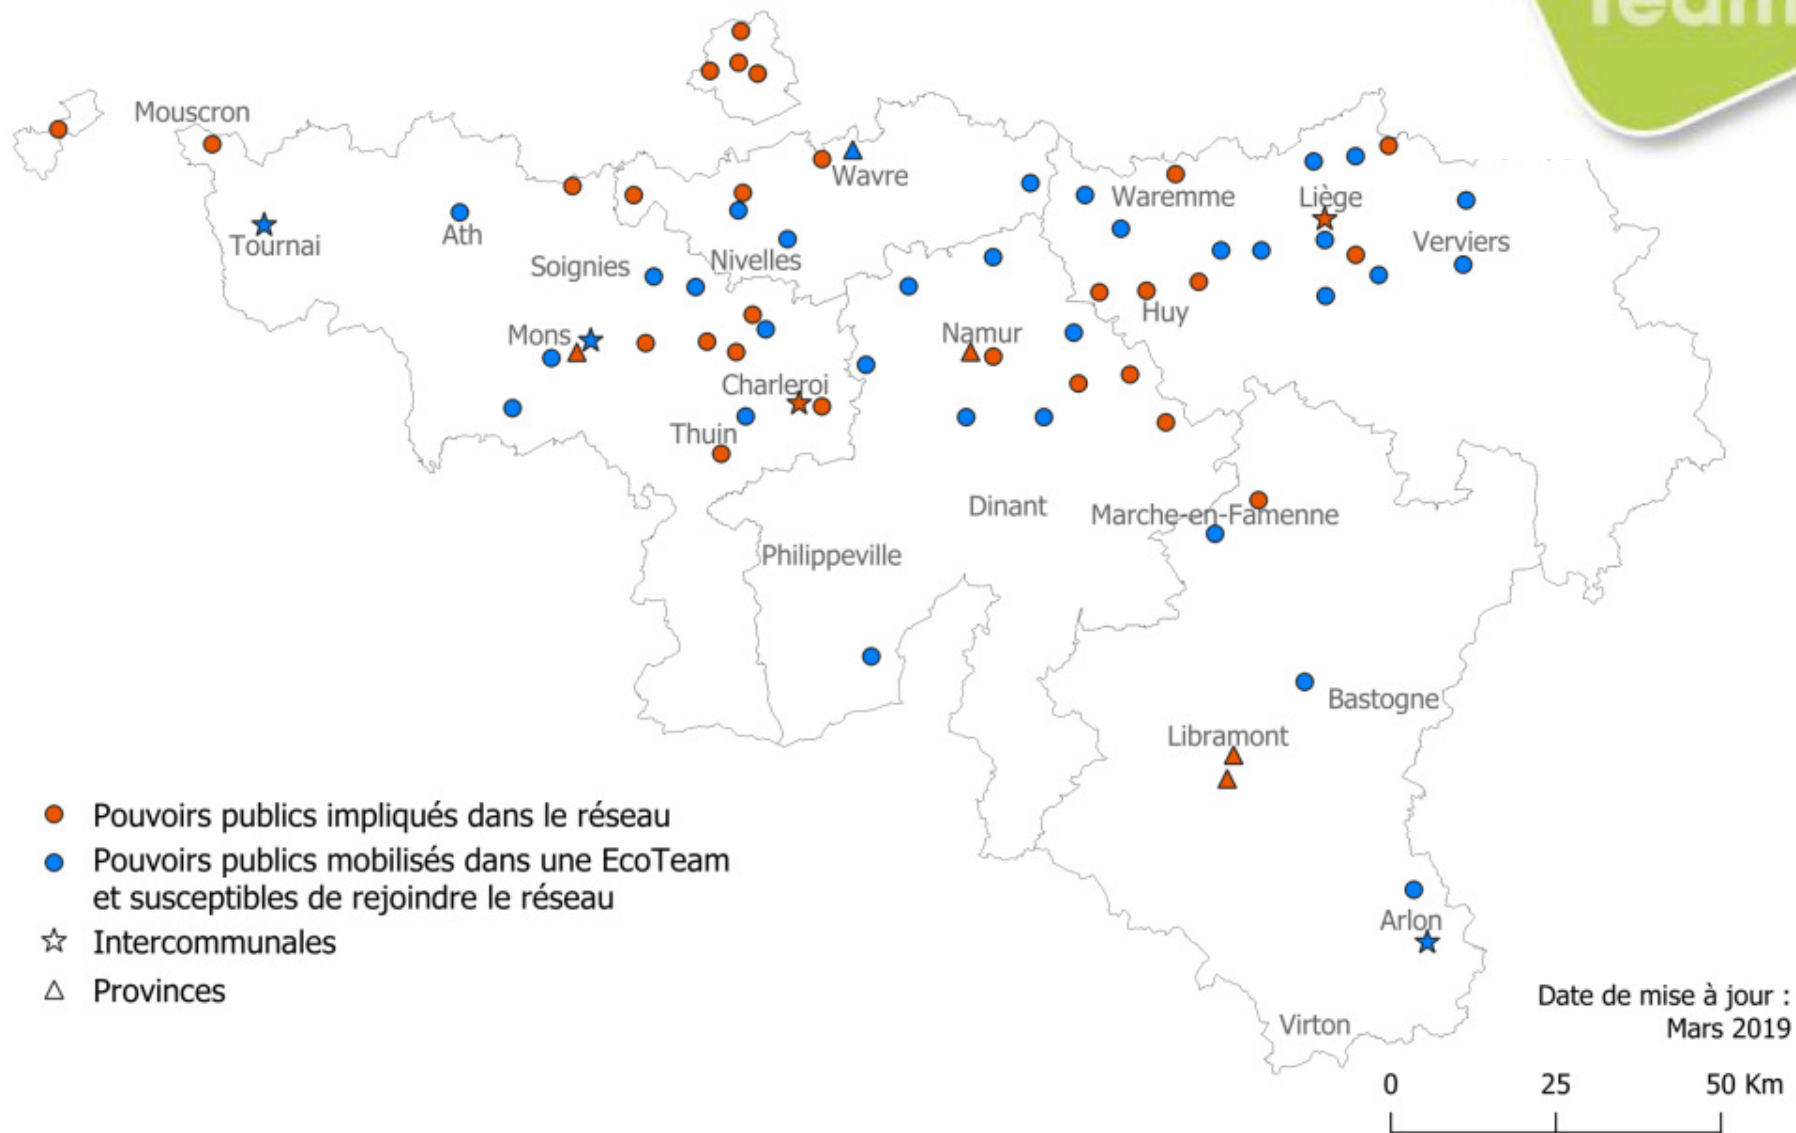 Team
Mouscron
Wavre
Waremme
Liège
Tournai
Ath
Verviers
Soignies
Nivelles
Huy
Mons
Namur
Charleroi
Thuin
Dinant
Marche-en-Famenne
Philippeville
Bastogne
Libramont
Pouvoirs publics impliqués dans le réseau
Pouvoirs publics mobilisés dans une EcoTeam
et susceptibles de rejoindre le réseau
Intercommunales
Provinces
Arlon
Virton
Date de mise à jour :
Mars 2019
0 25 50 Km